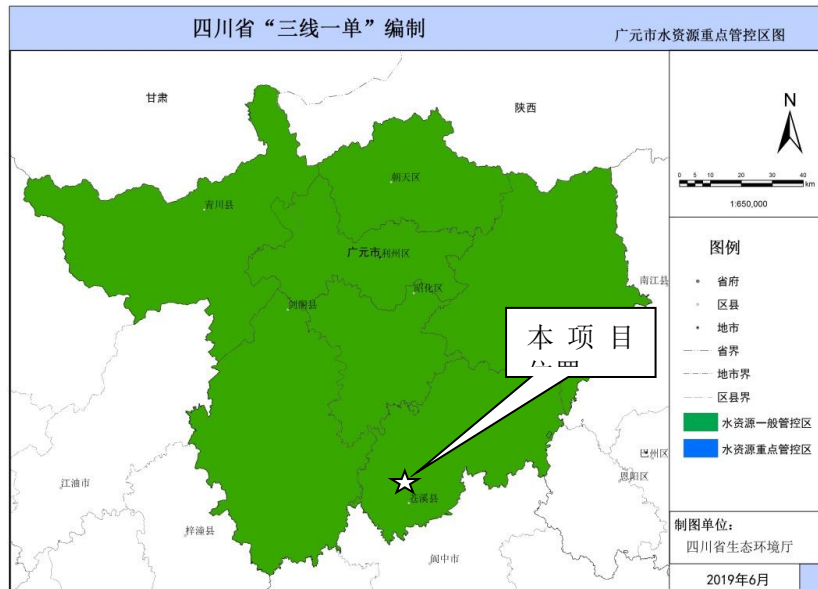 四川省“三线一单”编制
广元市水资源重点管控区图
甘肃
陕西
N
0 5 10 20 30 40
km
1:650,000
朝天区
青川县
广元市
利州区
昭化区
剑阁县
南江县
本项目
苍溪县
江油市
梓潼县
阆中市
巴州区
恩阳区
图例
省府
区县
地市
省界
地市界
区县界
水资源一般管控区
水资源重点管控区
制图单位：
四川省生态环境厅
2019年6月